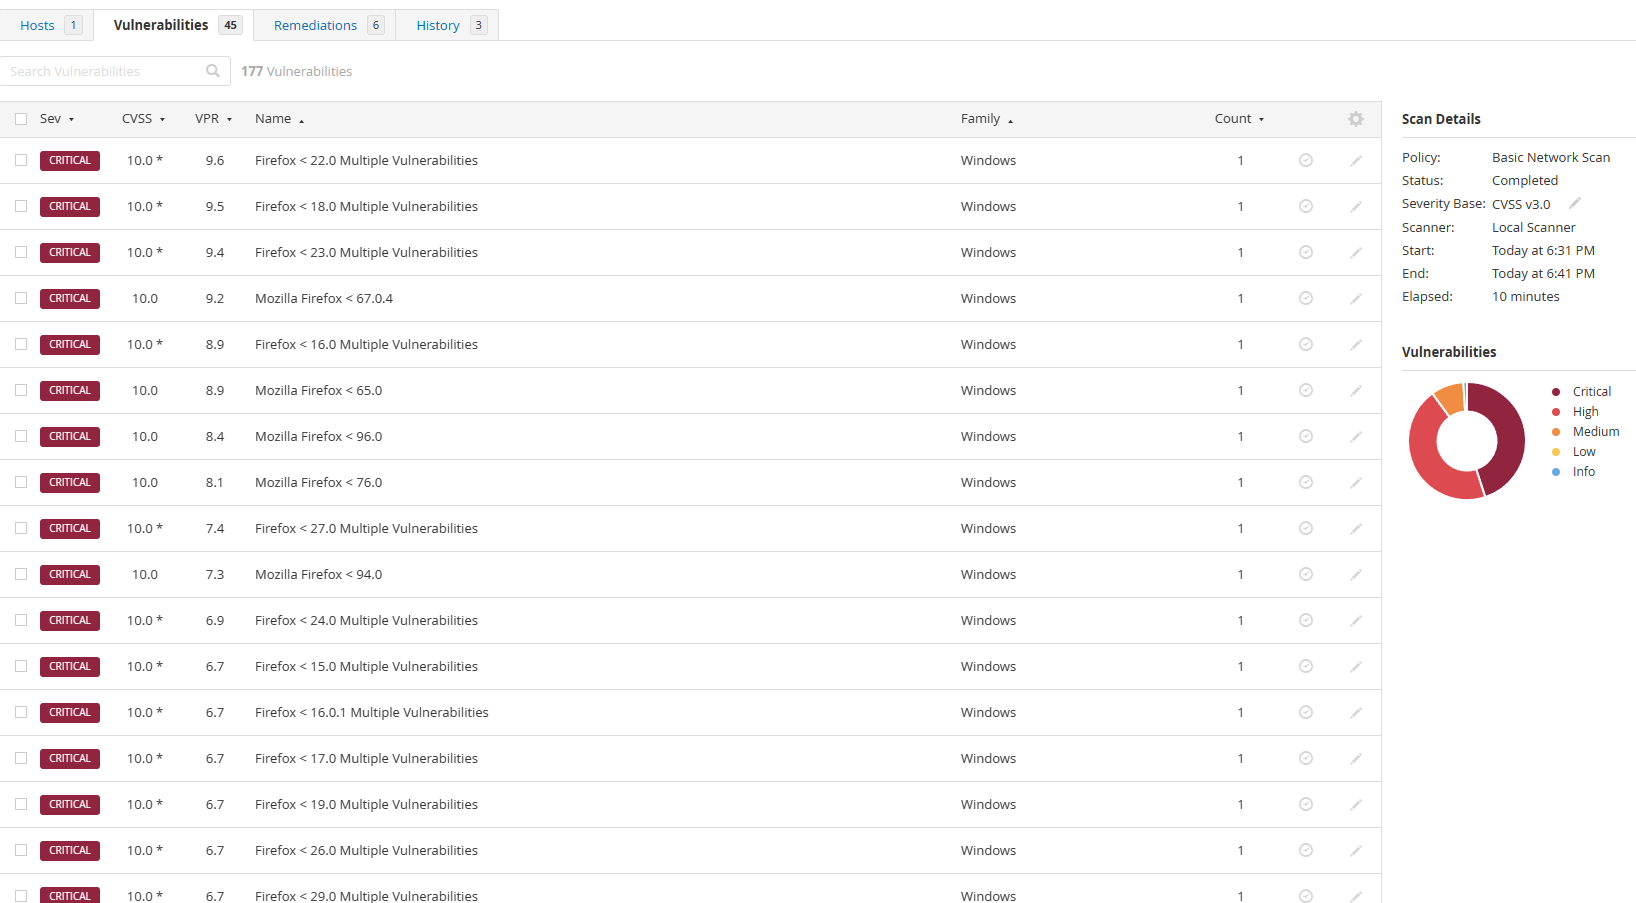 Hosts 1 Vulnerabilities 45 Remediations 6 History 3
Search Vulnerabilities 177 Vulnerabilities
Sev CVSS VPR Name Family Count
CRITICAL 10.0 * 9.6 Firefox < 22.0 Multiple Vulnerabilities Windows 1
CRITICAL 10.0 * 9.5 Firefox < 18.0 Multiple Vulnerabilities Windows 1
CRITICAL 10.0 * 9.4 Firefox < 23.0 Multiple Vulnerabilities Windows 1
CRITICAL 10.0 9.2 Mozilla Firefox < 67.0.4 Windows 1
CRITICAL 10.0 * 8.9 Firefox < 16.0 Multiple Vulnerabilities Windows 1
CRITICAL 10.0 8.9 Mozilla Firefox < 65.0 Windows 1
CRITICAL 10.0 8.4 Mozilla Firefox < 96.0 Windows 1
CRITICAL 10.0 8.1 Mozilla Firefox < 76.0 Windows 1
CRITICAL 10.0 * 7.4 Firefox < 27.0 Multiple Vulnerabilities Windows 1
CRITICAL 10.0 7.3 Mozilla Firefox < 94.0 Windows 1
CRITICAL 10.0 * 6.9 Firefox < 24.0 Multiple Vulnerabilities Windows 1
CRITICAL 10.0 * 6.7 Firefox < 15.0 Multiple Vulnerabilities Windows 1
CRITICAL 10.0 * 6.7 Firefox < 16.0.1 Multiple Vulnerabilities Windows 1
CRITICAL 10.0 * 6.7 Firefox < 17.0 Multiple Vulnerabilities Windows 1
CRITICAL 10.0 * 6.7 Firefox < 19.0 Multiple Vulnerabilities Windows 1
CRITICAL 10.0 * 6.7 Firefox < 26.0 Multiple Vulnerabilities Windows 1
CRITICAL 10.0 * 6.7 Firefox < 29.0 Multiple Vulnerabilities Windows 1
Scan Details
Policy: Basic Network Scan
Status: Completed
Severity Base: CVSS v3.0
Scanner: Local Scanner
Start: Today at 6:31 PM
End: Today at 6:41 PM
Elapsed: 10 minutes
Vulnerabilities
Critical
High
Medium
Low
Info